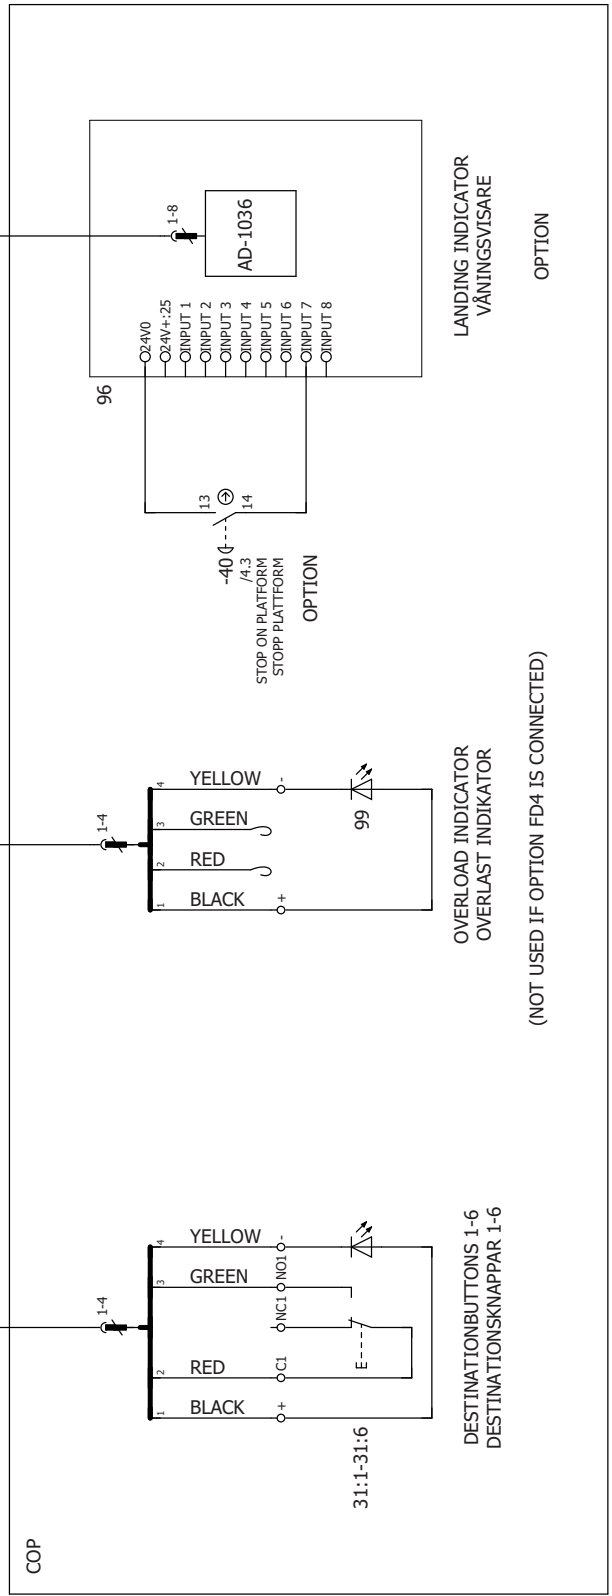 COP
1-4
1
2
3
4
BLACK
RED
GREEN
YELLOW
+
C1
NC1
NO1
-
31:1-31:6
DESTINATIONBUTTONS 1-6
DESTINATIONSKNAPPAR 1-6
1-4
1
2
3
4
BLACK
RED
GREEN
YELLOW
+
-
99
OVERLOAD INDICATOR
OVERLAST INDIKATOR
(NOT USED IF OPTION FD4 IS CONNECTED)
-40
/4.3
STOP ON PLATFORM
STOPP PLATTFORM
OPTION
13
14
96
24V0
24V+:25
INPUT 1
INPUT 2
INPUT 3
INPUT 4
INPUT 5
INPUT 6
INPUT 7
INPUT 8
1-8
AD-1036
LANDING INDICATOR
VÅNINGSVISARE
OPTION